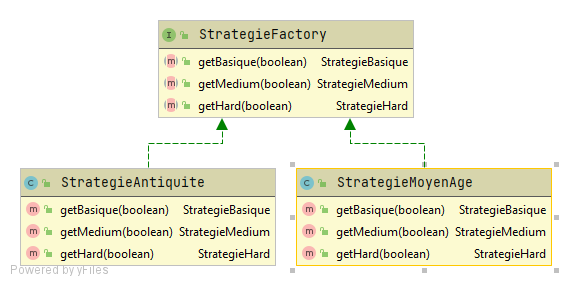 I StrategieFactory
m getBasique(boolean) StrategieBasique
m getMedium(boolean) StrategieMedium
m getHard(boolean) StrategieHard
C StrategieAntiquite
m getBasique(boolean) StrategieBasique
m getMedium(boolean) StrategieMedium
m getHard(boolean) StrategieHard
C StrategieMoyenAge
m getBasique(boolean) StrategieBasique
m getMedium(boolean) StrategieMedium
m getHard(boolean) StrategieHard
Powered by yFiles